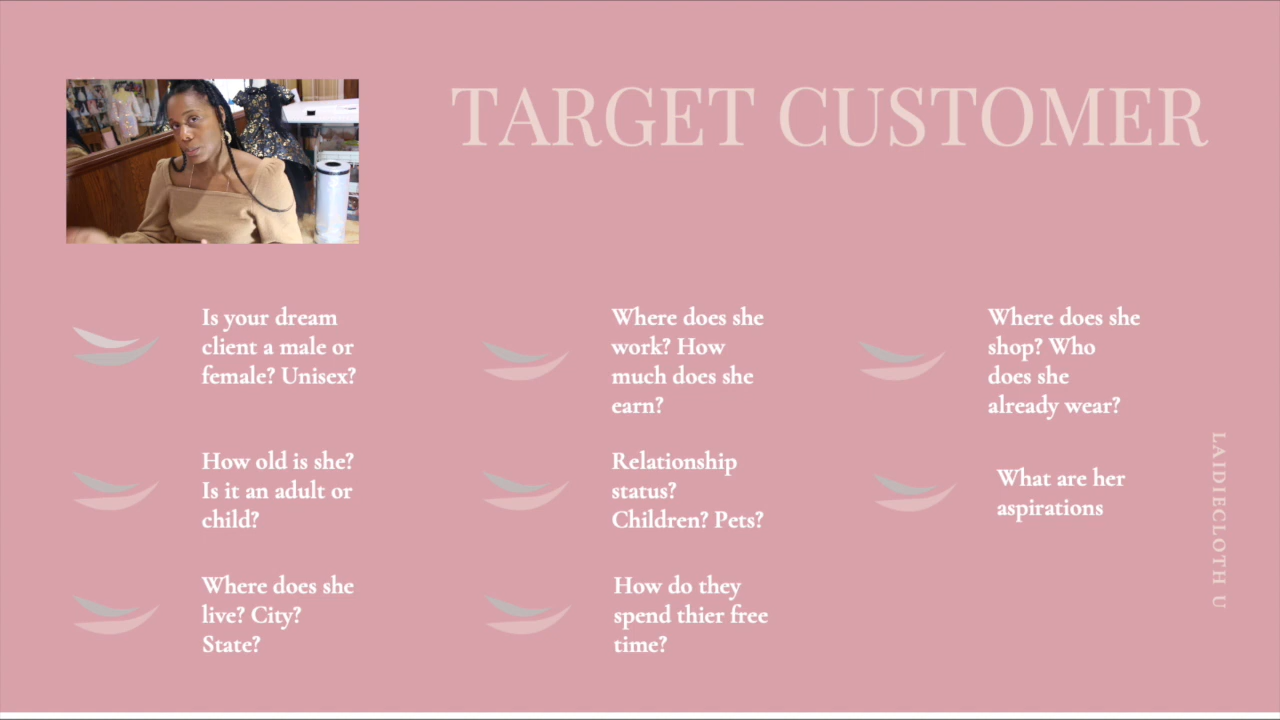 TARGET CUSTOMER
Is your dream
client a male or
female? Unisex?
How old is she?
Is it an adult or
child?
Where does she
live? City?
State?
Where does she
work? How
much does she
earn?
Relationship
status?
Children? Pets?
How do they
spend thier free
time?
Where does she
shop? Who
does she
already wear?
What are her
aspirations
LAIDIECLOTH U